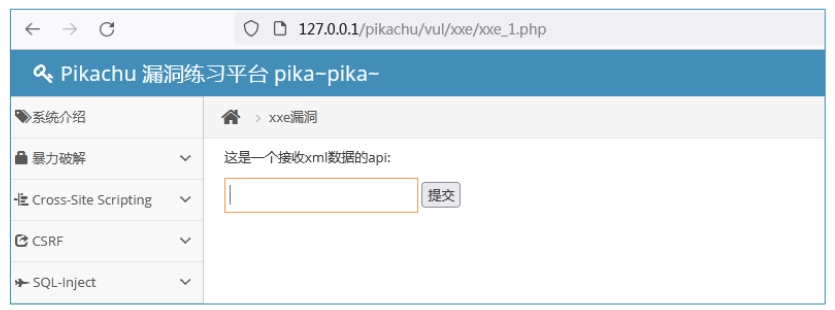 127.0.0.1/pikachu/vul/xxe/xxe_1.php
Pikachu 漏洞练习平台 pika~pika~
系统介绍
xxe漏洞
暴力破解
这是一个接收xml数据的api:
提交
Cross-Site Scripting
CSRF
SQL-Inject